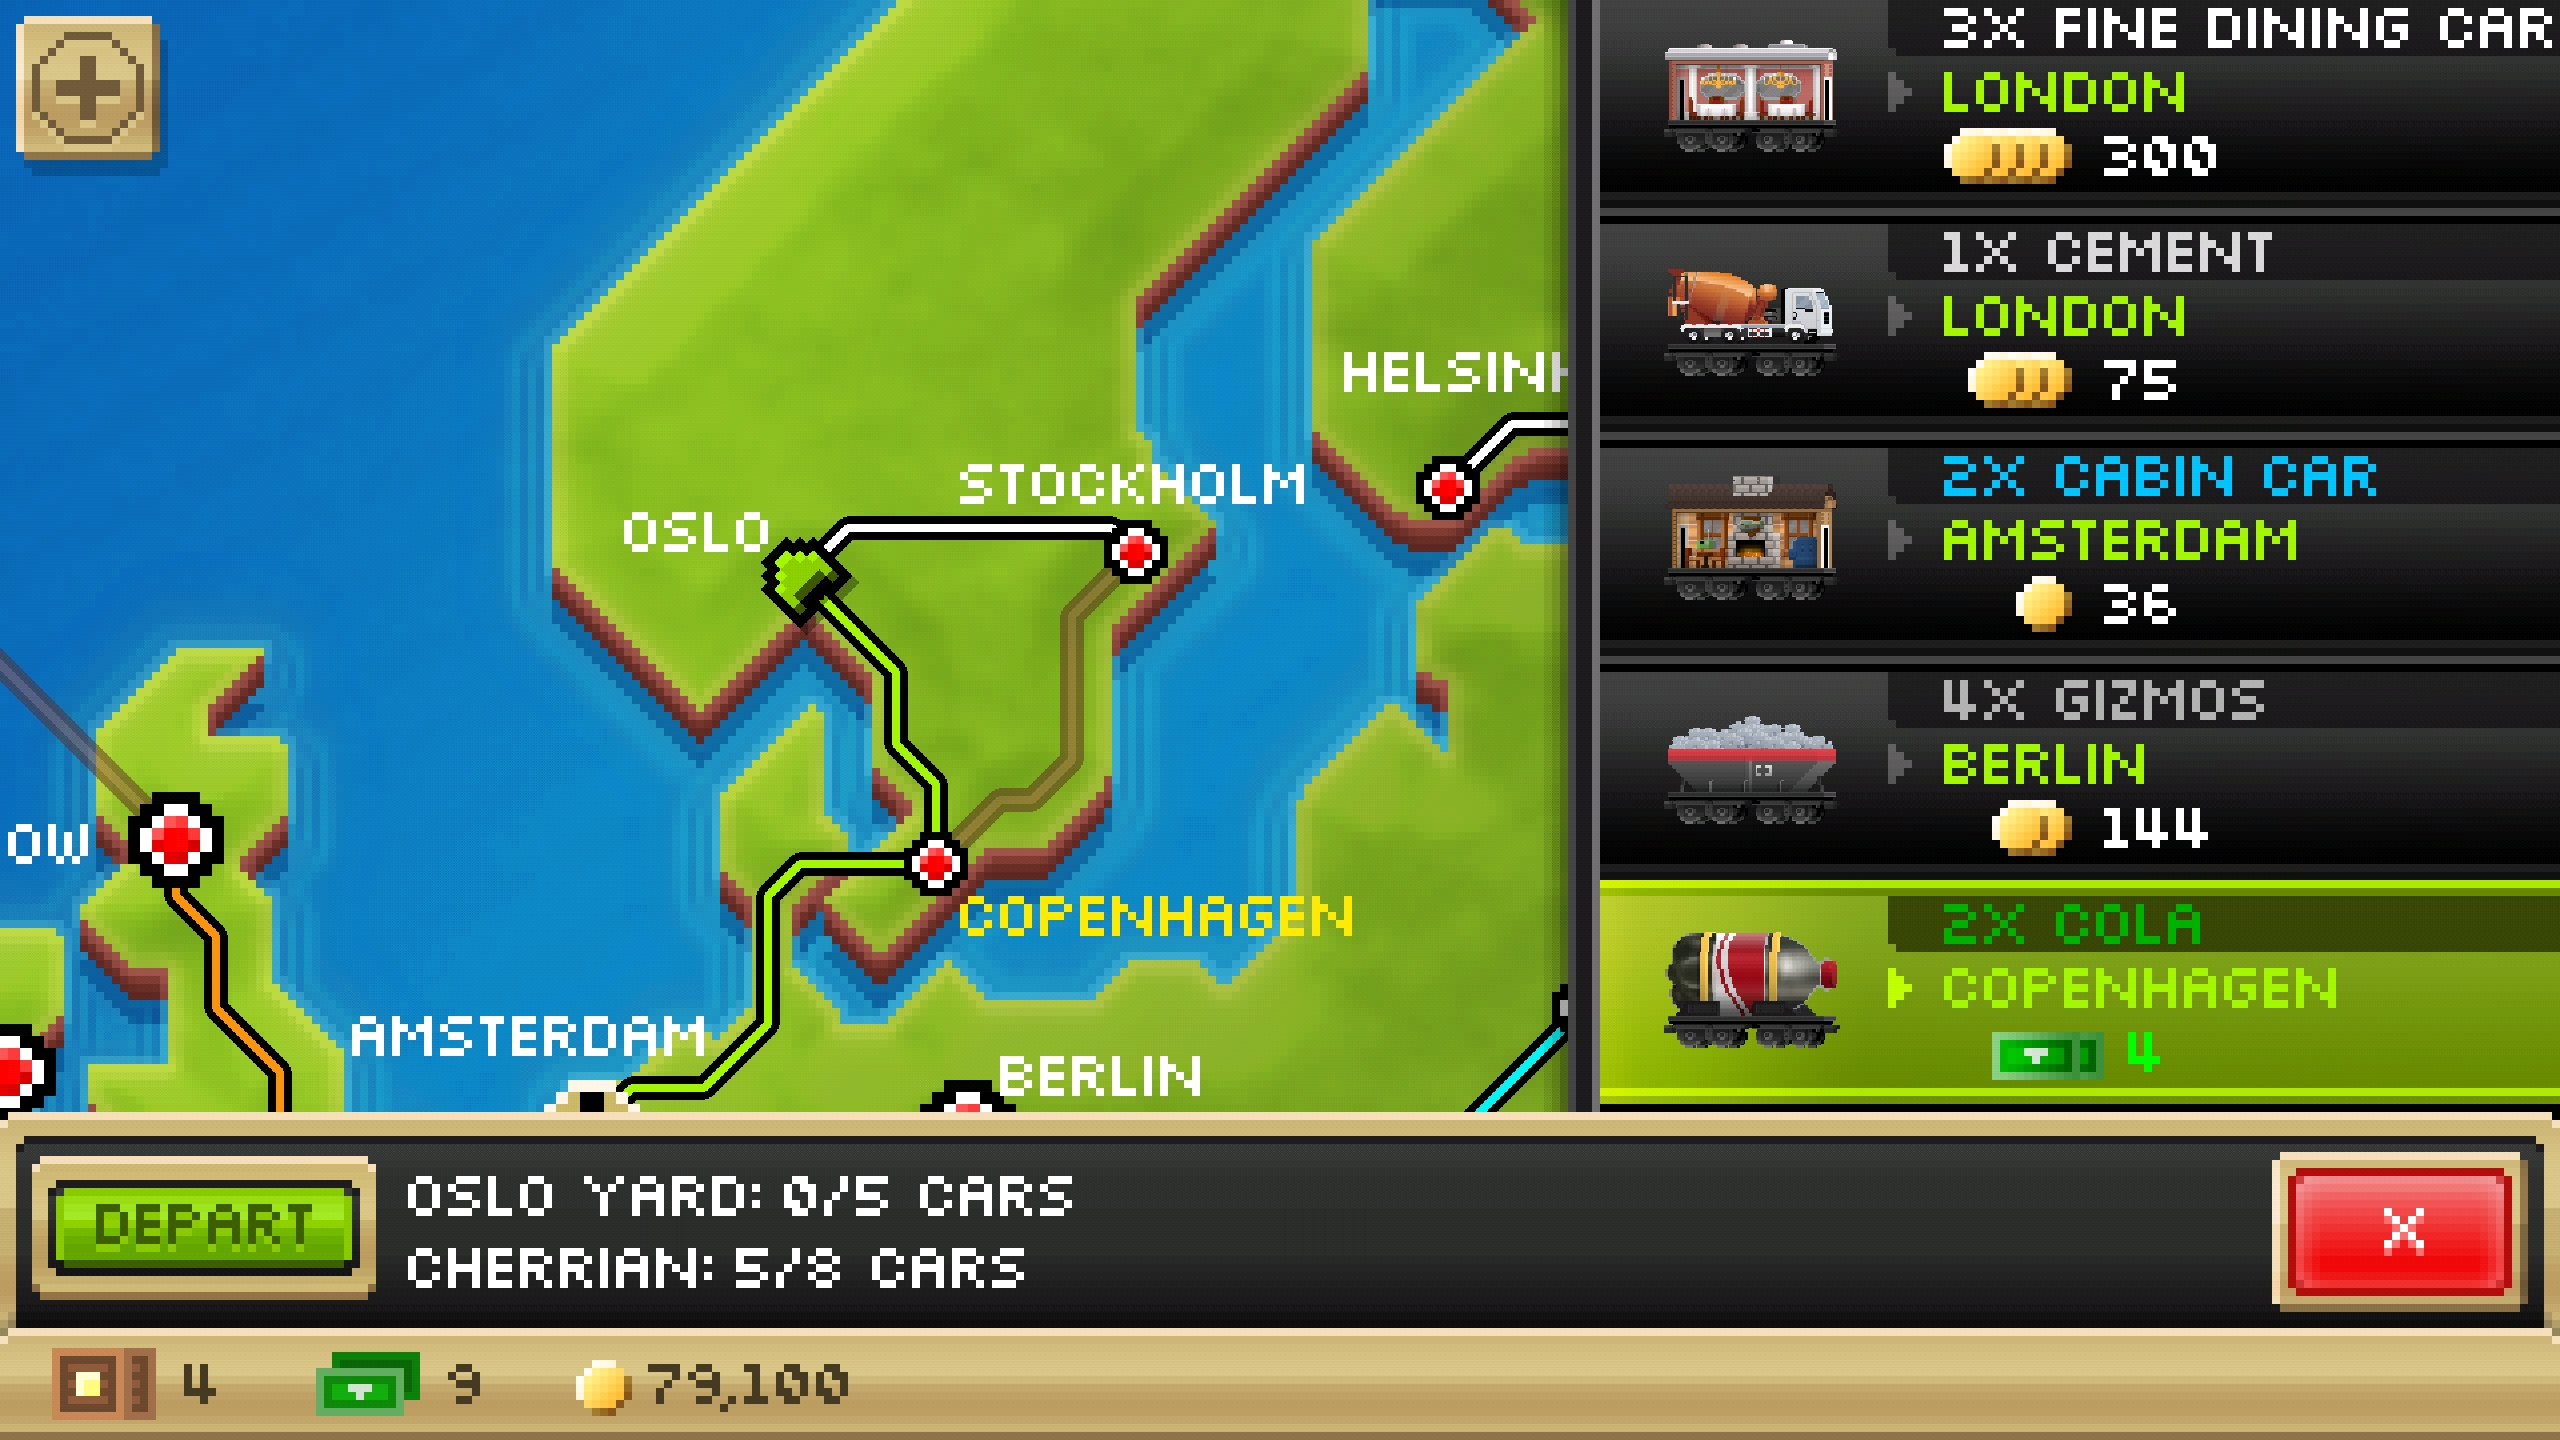 3X FINE DINING CAR
LONDON
300
1X CEMENT
LONDON
75
2X CABIN CAR
AMSTERDAM
36
4X GIZMOS
BERLIN
144
2X COLA
COPENHAGEN
4
HELSINK
STOCKHOLM
OSLO
OW
COPENHAGEN
AMSTERDAM
BERLIN
DEPART
OSLO YARD: 0/5 CARS
CHERRIAN: 5/8 CARS
X
4
9
79,100